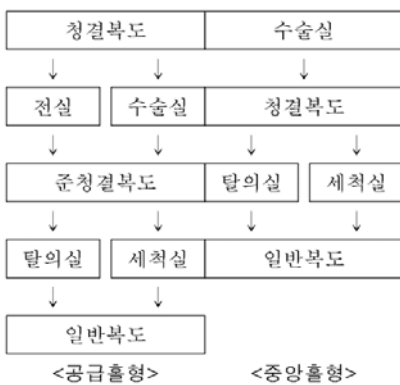 청결복도 수술실
전실 수술실 청결복도
준청결복도 탈의실 세척실
탈의실 세척실 일반복도
일반복도
<공급홀형> <중앙홀형>